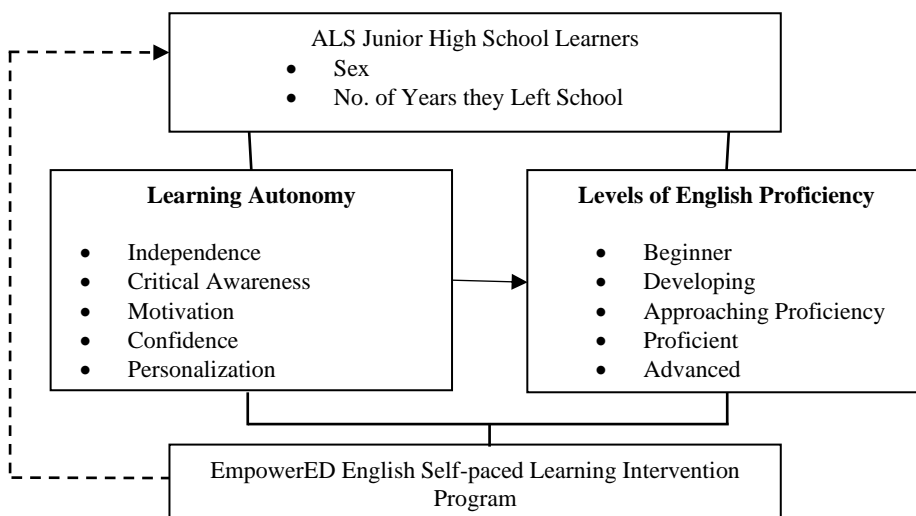 ALS Junior High School Learners
• Sex
• No. of Years they Left School
Learning Autonomy
• Independence
• Critical Awareness
• Motivation
• Confidence
• Personalization
Levels of English Proficiency
• Beginner
• Developing
• Approaching Proficiency
• Proficient
• Advanced
EmpowerED English Self-paced Learning Intervention
Program